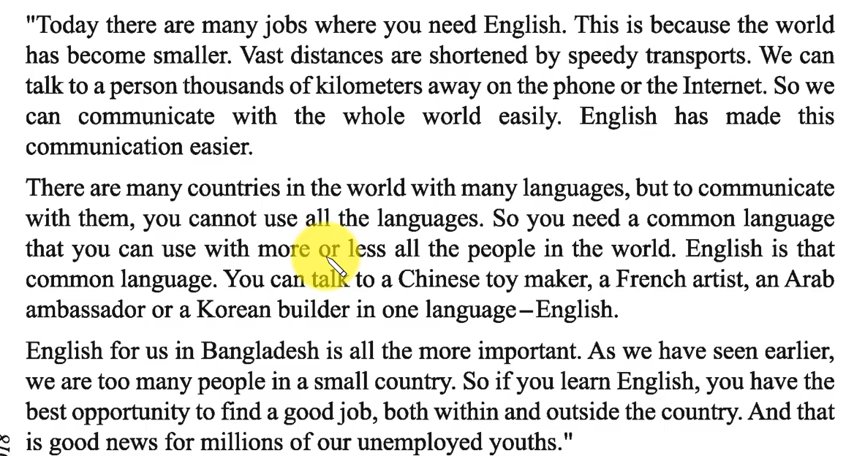 "Today there are many jobs where you need English. This is because the world
has become smaller. Vast distances are shortened by speedy transports. We can
talk to a person thousands of kilometers away on the phone or the Internet. So we
can communicate with the whole world easily. English has made this
communication easier.
There are many countries in the world with many languages, but to communicate
with them, you cannot use all the languages. So you need a common language
that you can use with more or less all the people in the world. English is that
common language. You can talk to a Chinese toy maker, a French artist, an Arab
ambassador or a Korean builder in one language–English.
English for us in Bangladesh is all the more important. As we have seen earlier,
we are too many people in a small country. So if you learn English, you have the
best opportunity to find a good job, both within and outside the country. And that
is good news for millions of our unemployed youths."